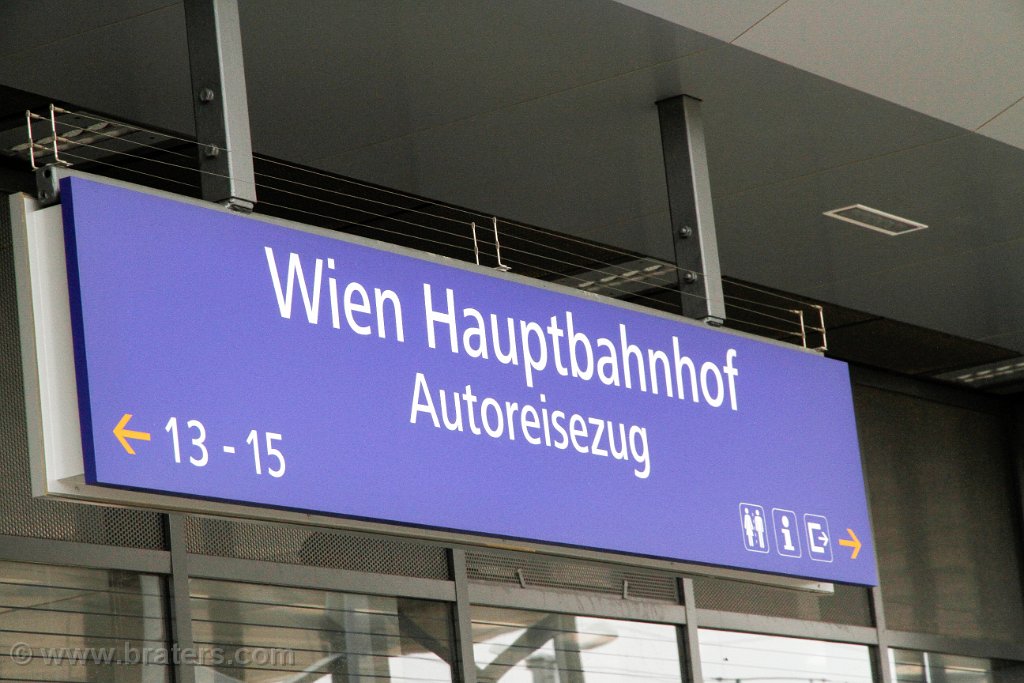 Wien Hauptbahnhof
Autoreisezug
← 13 - 15
i →
© www.braters.com